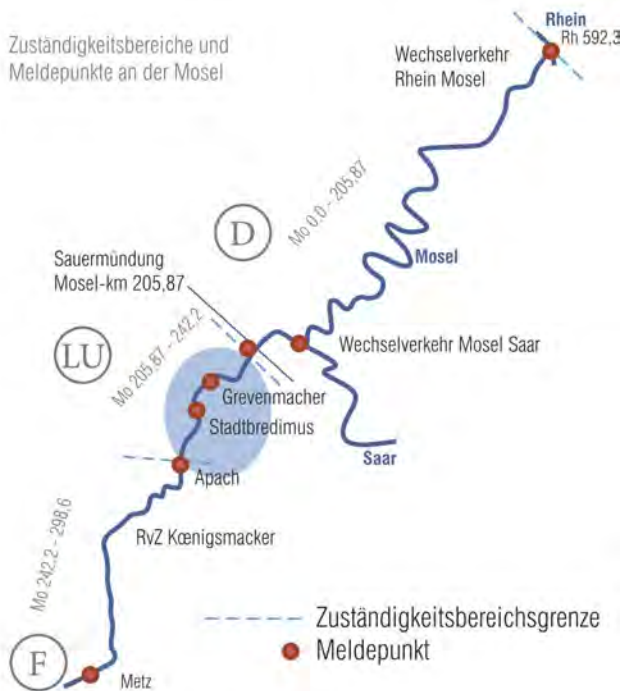 Zuständigkeitsbereiche und
Meldepunkte an der Mosel
Rhein
Rh 592,3
Wechselverkehr
Rhein Mosel
Mo 0.0 - 205,87
D
Mosel
Sauermündung
Mosel-km 205,87
Mo 205,87 - 242,2
LU
Wechselverkehr Mosel Saar
Grevenmacher
Stadtbredimus
Saar
Apach
RvZ Kœnigsmacker
Mo 242,2 - 298,6
F
Metz
Zuständigkeitsbereichsgrenze
Meldepunkt